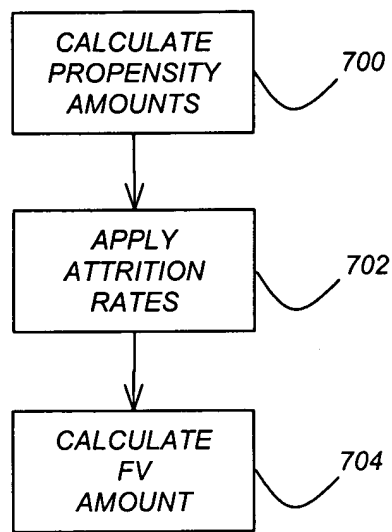 CALCULATE
PROPENSITY
AMOUNTS
700
APPLY
ATTRITION
RATES
702
CALCULATE
FV
AMOUNT
704